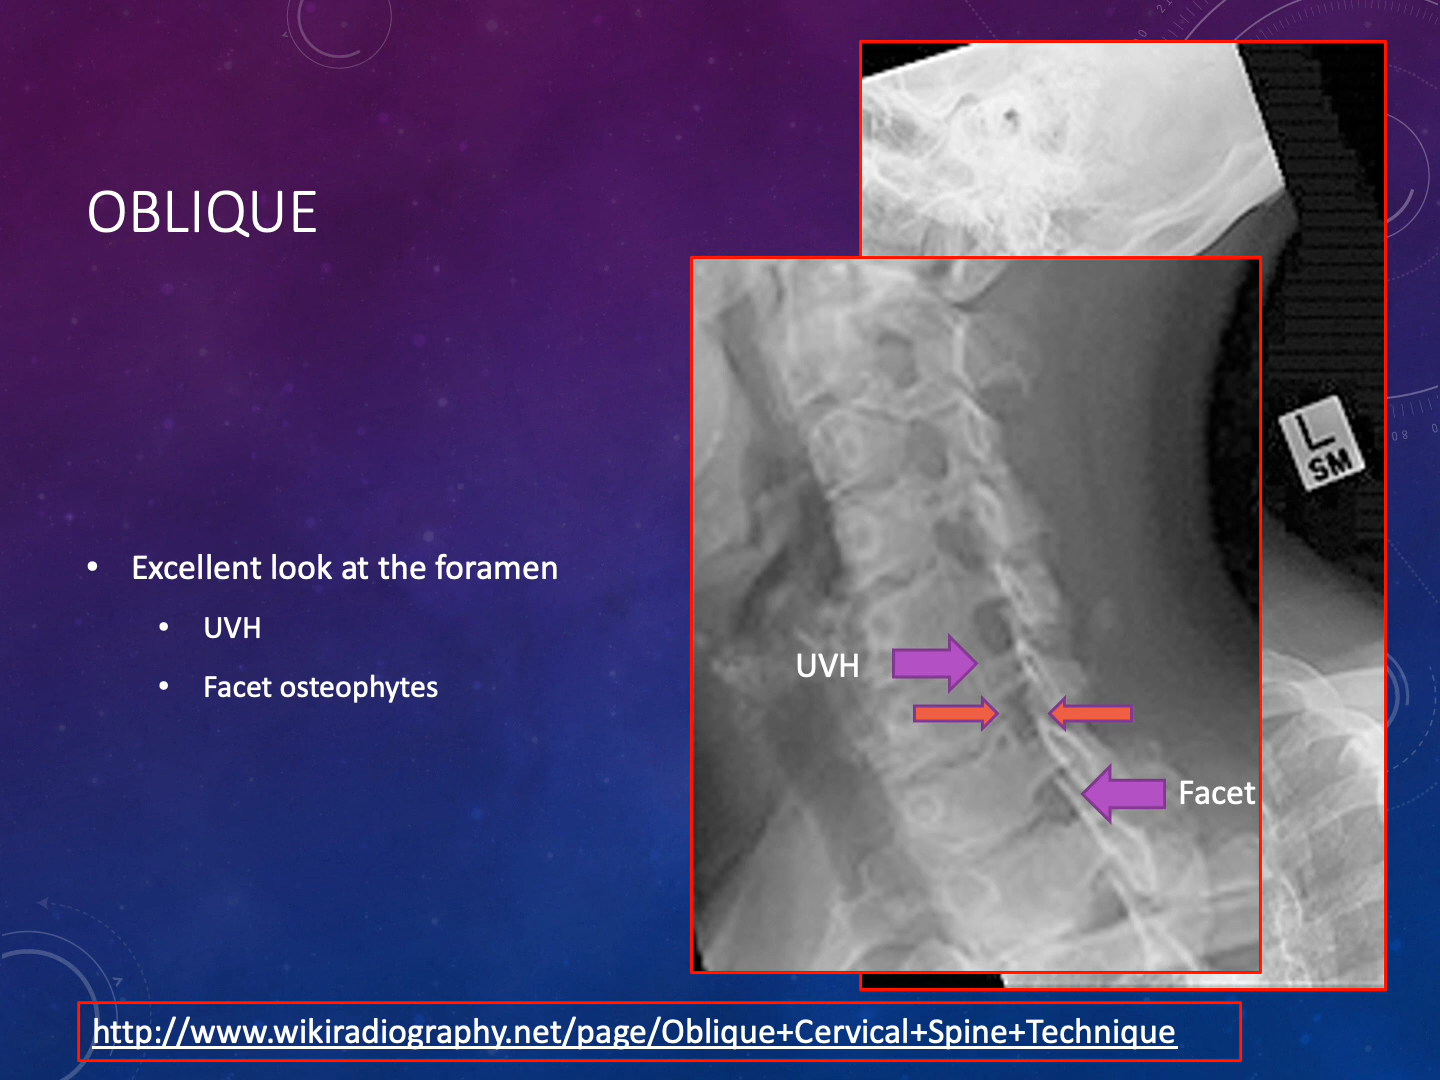 OBLIQUE
• Excellent look at the foramen
• UVH
• Facet osteophytes
L
SM
UVH
Facet
http://www.wikiradiography.net/page/Oblique+Cervical+Spine+Technique